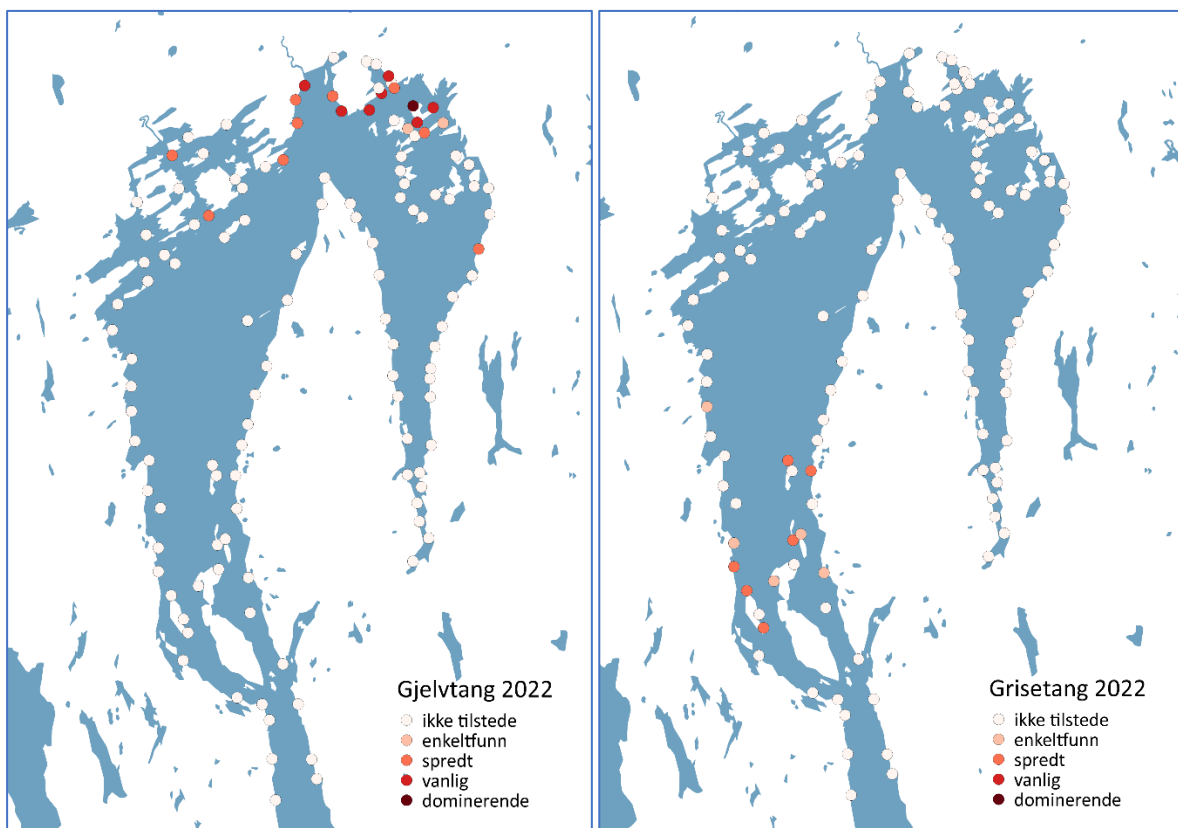 Gjelvtang 2022
ikke tilstede
enkeltfunn
spredt
vanlig
dominerende
Grisetang 2022
ikke tilstede
enkeltfunn
spredt
vanlig
dominerende